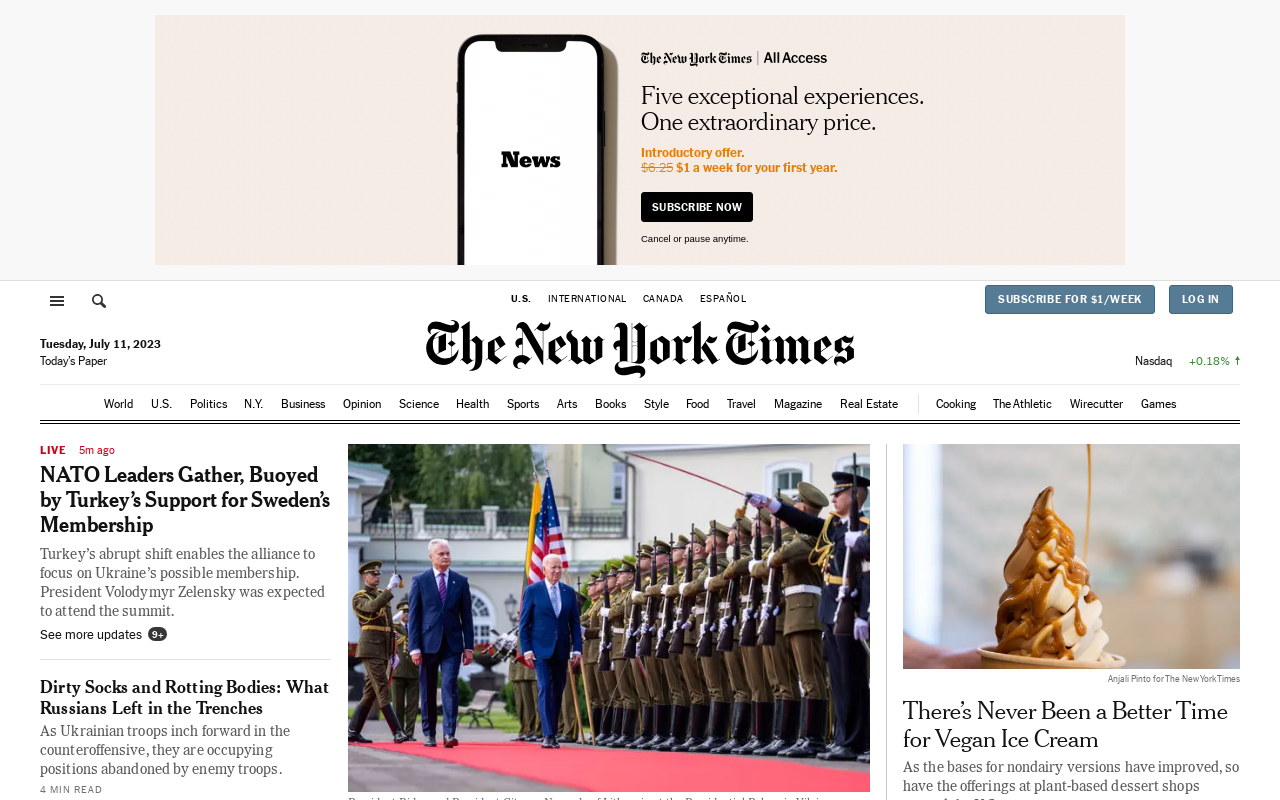 The New York Times | All Access
Five exceptional experiences.
One extraordinary price.
Introductory offer.
$6.25 $1 a week for your first year.
SUBSCRIBE NOW
Cancel or pause anytime.
News
U.S. INTERNATIONAL CANADA ESPAÑOL
SUBSCRIBE FOR $1/WEEK LOG IN
The New York Times
Tuesday, July 11, 2023
Today's Paper
Nasdaq +0.18% ↑
World U.S. Politics N.Y. Business Opinion Science Health Sports Arts Books Style Food Travel Magazine Real Estate Cooking The Athletic Wirecutter Games
LIVE 5m ago
NATO Leaders Gather, Buoyed
by Turkey’s Support for Sweden’s
Membership
Turkey’s abrupt shift enables the alliance to
focus on Ukraine’s possible membership.
President Volodymyr Zelensky was expected
to attend the summit.
See more updates 9+
Dirty Socks and Rotting Bodies: What
Russians Left in the Trenches
As Ukrainian troops inch forward in the
counteroffensive, they are occupying
positions abandoned by enemy troops.
4 MIN READ
Anjali Pinto for The New York Times
There’s Never Been a Better Time
for Vegan Ice Cream
As the bases for nondairy versions have improved, so
have the offerings at plant-based dessert shops